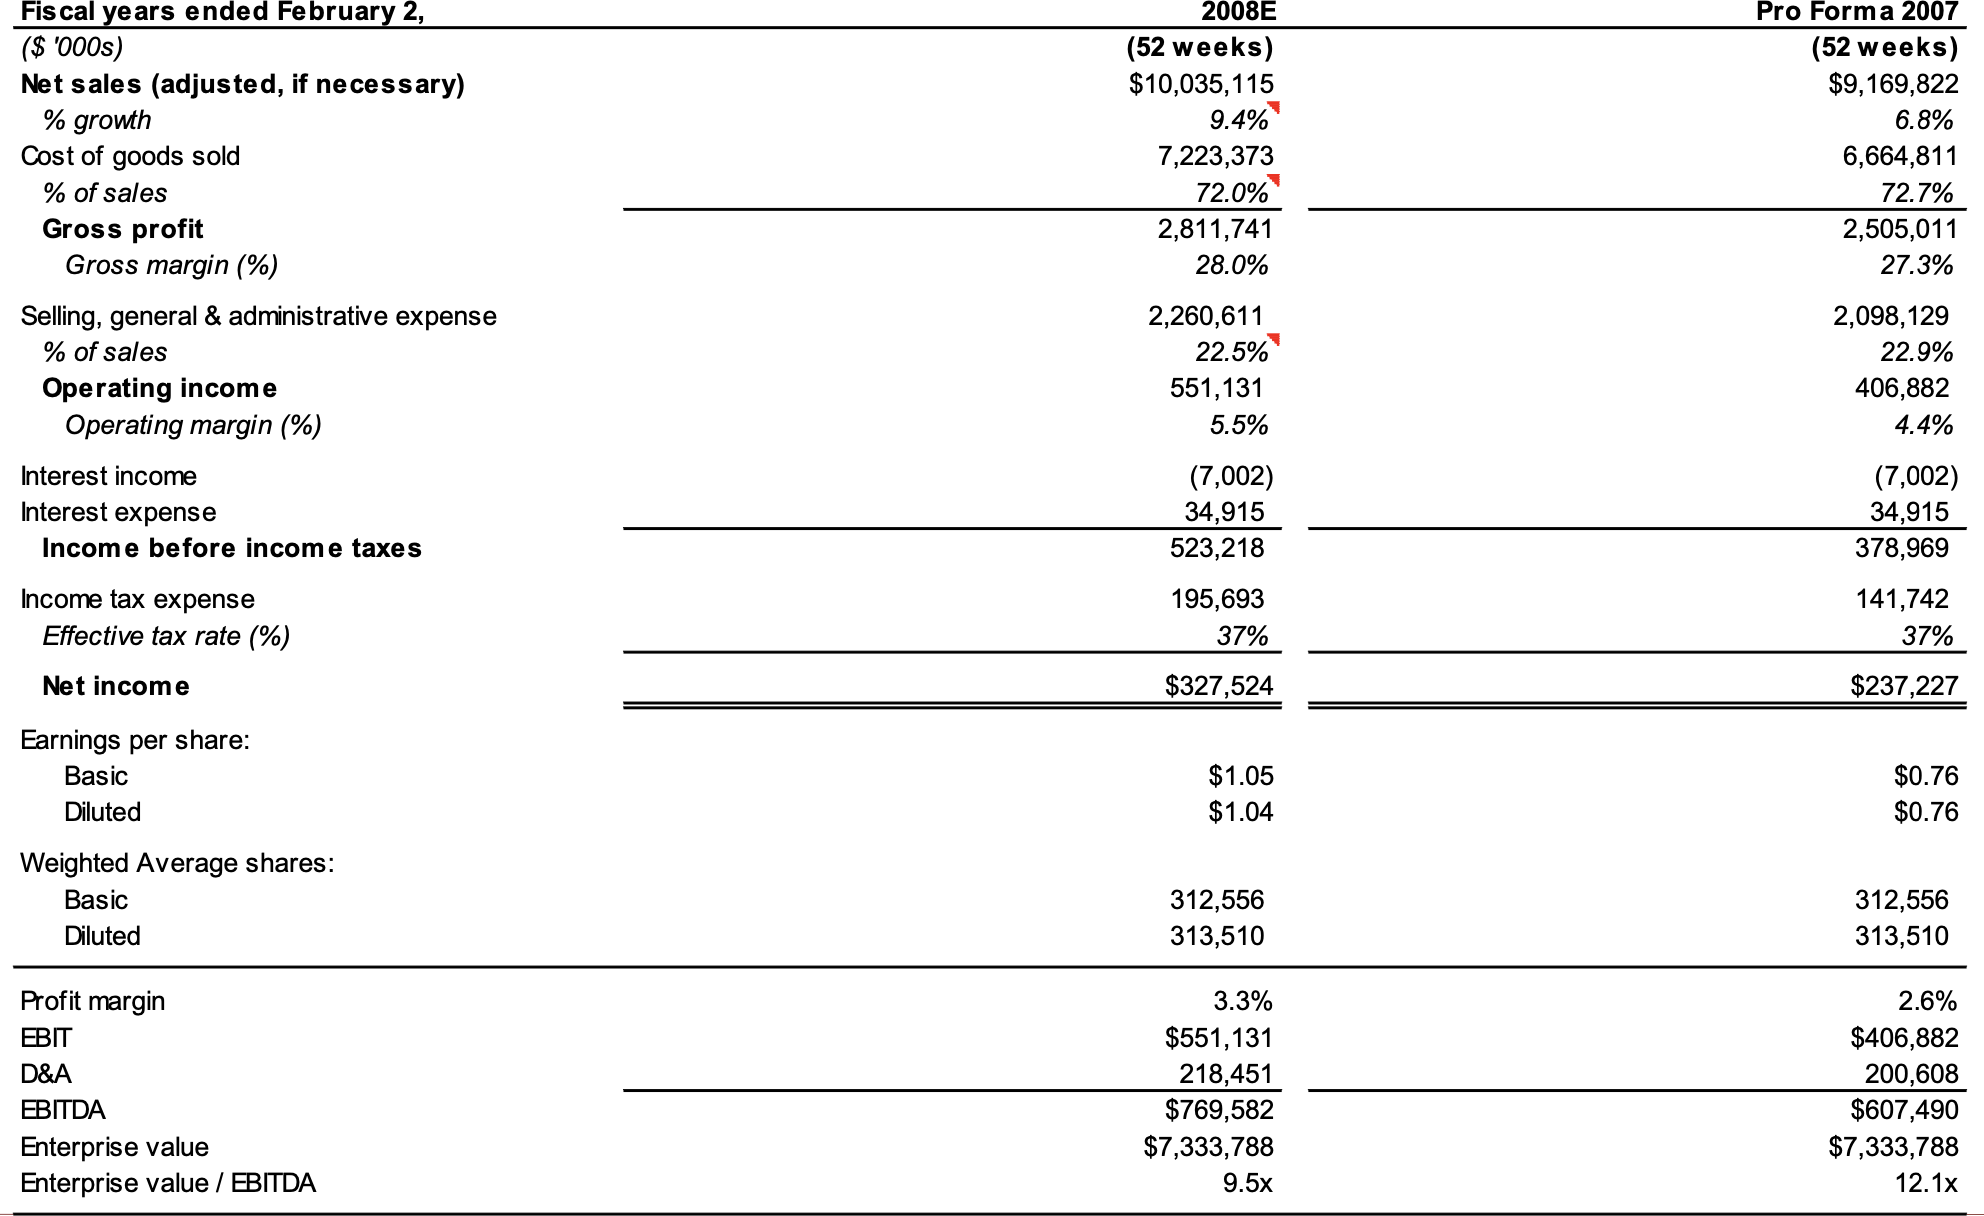 Fiscal years ended February 2, 2008E Pro Forma 2007
($ '000s) (52 weeks) (52 weeks)
Net sales (adjusted, if necessary) $10,035,115 $9,169,822
% growth 9.4% 6.8%
Cost of goods sold 7,223,373 6,664,811
% of sales 72.0% 72.7%
Gross profit 2,811,741 2,505,011
Gross margin (%) 28.0% 27.3%
Selling, general & administrative expense 2,260,611 2,098,129
% of sales 22.5% 22.9%
Operating income 551,131 406,882
Operating margin (%) 5.5% 4.4%
Interest income (7,002) (7,002)
Interest expense 34,915 34,915
Income before income taxes 523,218 378,969
Income tax expense 195,693 141,742
Effective tax rate (%) 37% 37%
Net income $327,524 $237,227
Earnings per share:
Basic $1.05 $0.76
Diluted $1.04 $0.76
Weighted Average shares:
Basic 312,556 312,556
Diluted 313,510 313,510
Profit margin 3.3% 2.6%
EBIT $551,131 $406,882
D&A 218,451 200,608
EBITDA $769,582 $607,490
Enterprise value $7,333,788 $7,333,788
Enterprise value / EBITDA 9.5x 12.1x